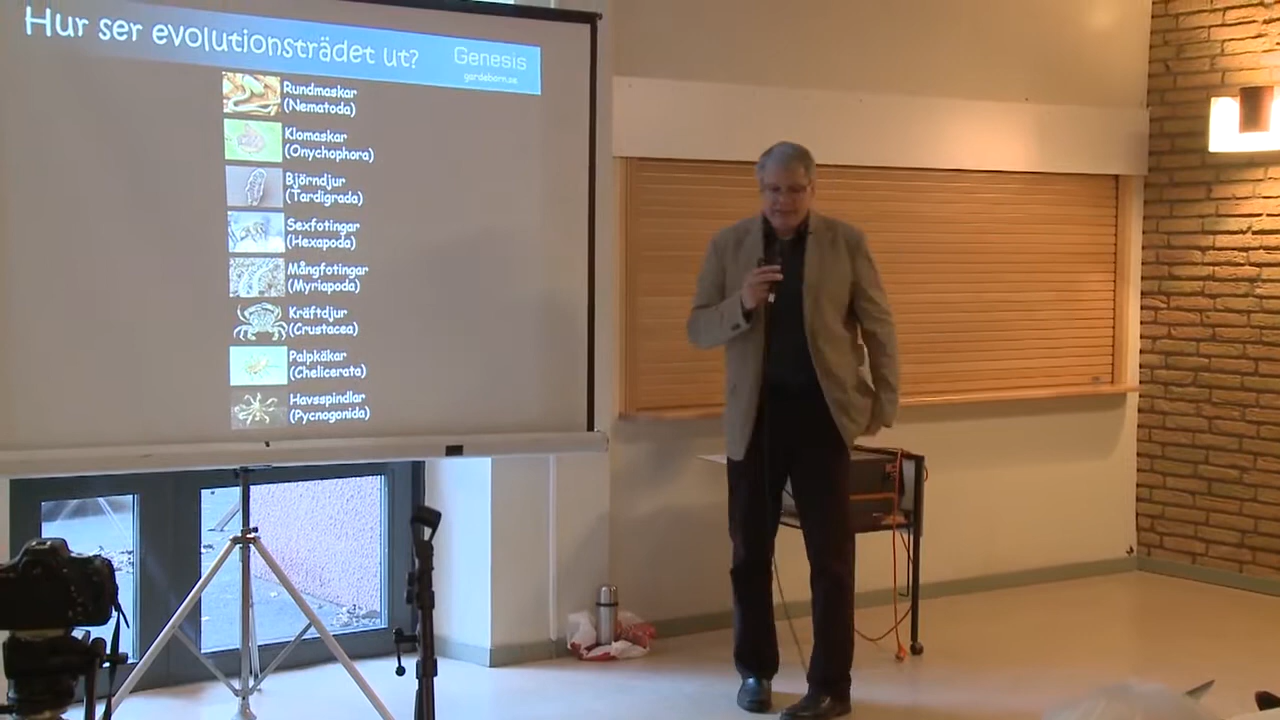 Hur ser evolutionsträdet ut?
Genesis
gardeborn.se
Rundmaskar
(Nematoda)
Klomaskar
(Onychophora)
Björndjur
(Tardigrada)
Sexfotingar
(Hexapoda)
Mångfotingar
(Myriapoda)
Kräftdjur
(Crustacea)
Palpkäkar
(Chelicerata)
Havsspindlar
(Pycnogonida)